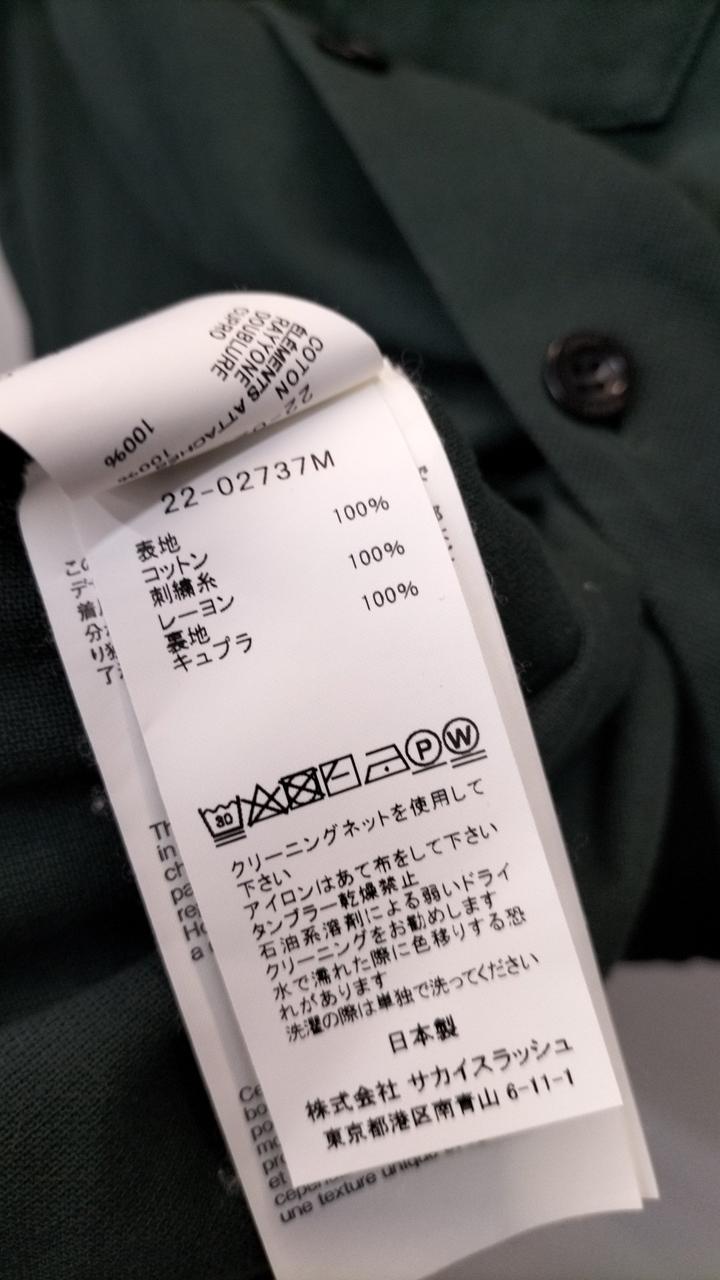 COTON
ÉLÉMENTS ATTACHÉS
RAYYONE
DOUBLURE
CUPRO
100%
100%
22-02737M
表地
コットン 100%
刺繍糸
レーヨン 100%
裏地
キュプラ 100%
30
P
W
クリーニングネットを使用して
下さい
アイロンはあて布をして下さい
タンブラー乾燥禁止
石油系溶剤による弱いドライ
クリーニングをお勧めします
水で濡れた際に色移りする恐
れがあります
洗濯の際は単独で洗ってください
日本製
株式会社 サカイスラッシュ
東京都港区南青山 6-11-1
une texture unique